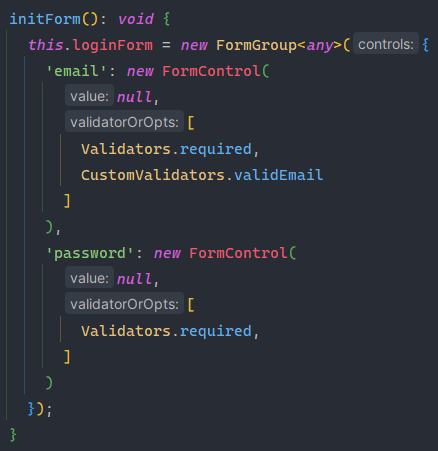 initForm(): void {
this.loginForm = new FormGroup<any>( controls: {
'email': new FormControl(
value: null,
validatorOrOpts: [
Validators.required,
CustomValidators.validEmail
]
),
'password': new FormControl(
value: null,
validatorOrOpts: [
Validators.required,
]
)
});
}